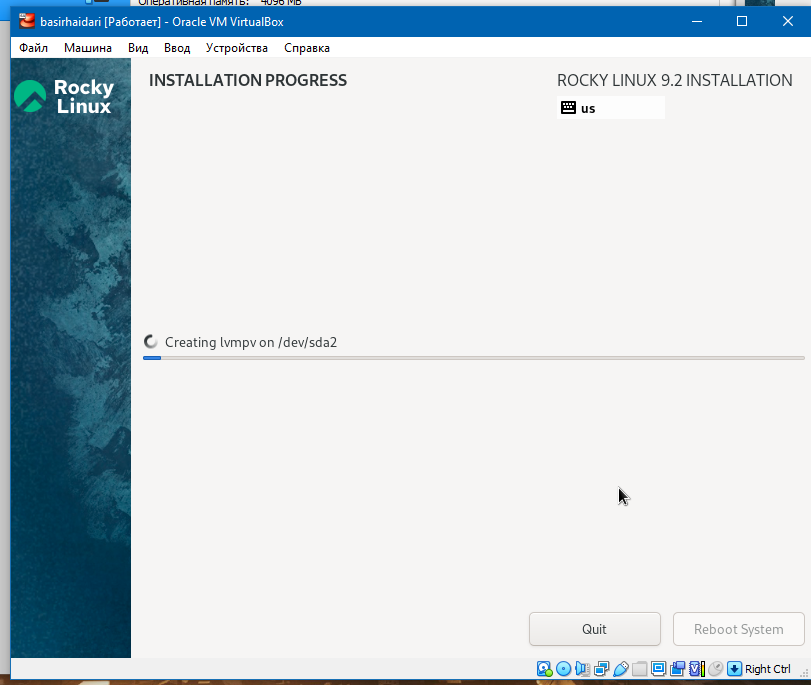 Оперативная память: 4096 МБ
basirhaidari [Работает] - Oracle VM VirtualBox
Файл Машина Вид Ввод Устройства Справка
Rocky Linux
INSTALLATION PROGRESS
ROCKY LINUX 9.2 INSTALLATION
us
Creating lvmpv on /dev/sda2
Quit
Reboot System
Right Ctrl